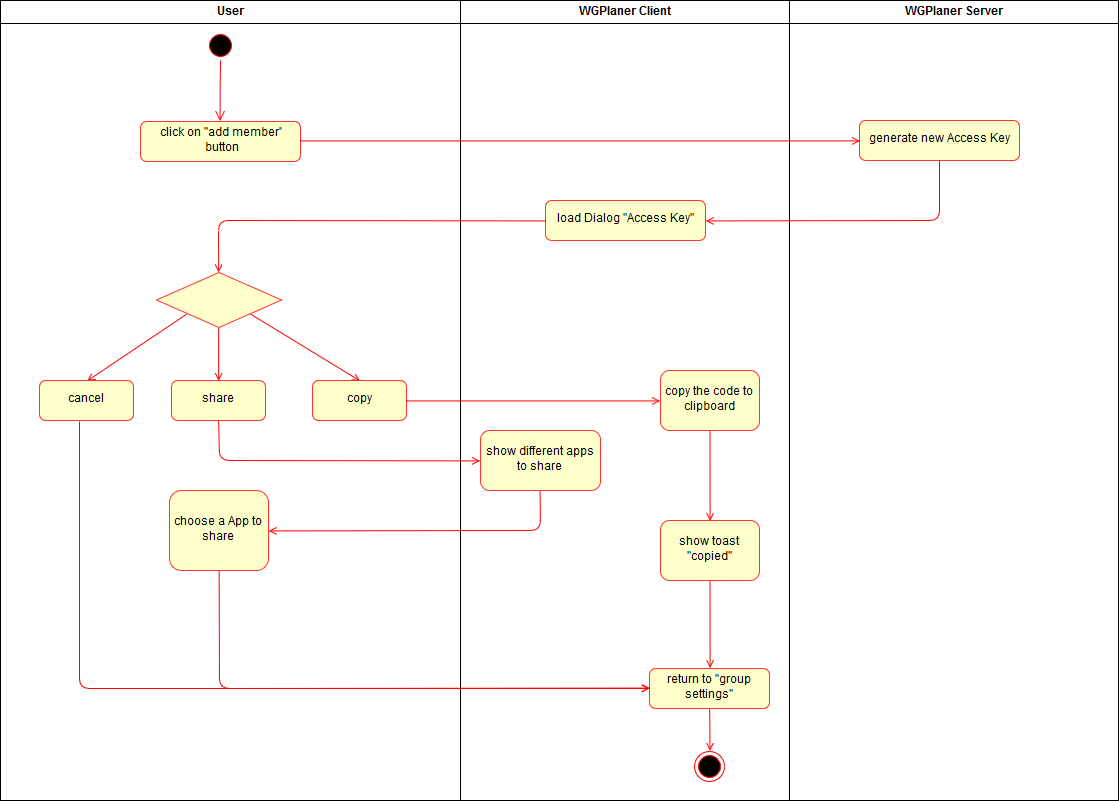 User
WGPlaner Client
WGPlaner Server
click on "add member"
button
generate new Access Key
load Dialog "Access Key"
cancel
share
copy
copy the code to
clipboard
show different apps
to share
choose a App to
share
show toast
"copied"
return to "group
settings"